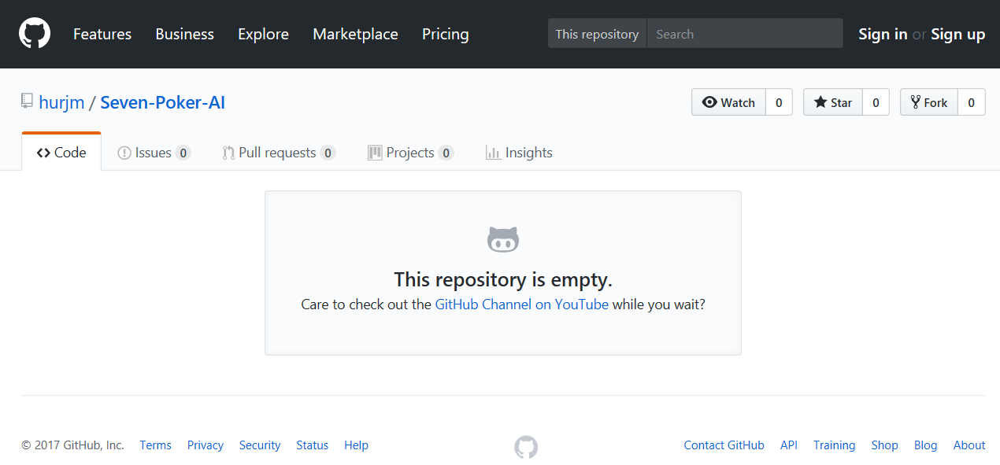 Features Business Explore Marketplace Pricing This repository Search Sign in or Sign up
hurjm / Seven-Poker-AI Watch 0 Star 0 Fork 0
Code Issues 0 Pull requests 0 Projects 0 Insights
This repository is empty.
Care to check out the GitHub Channel on YouTube while you wait?
© 2017 GitHub, Inc. Terms Privacy Security Status Help Contact GitHub API Training Shop Blog About